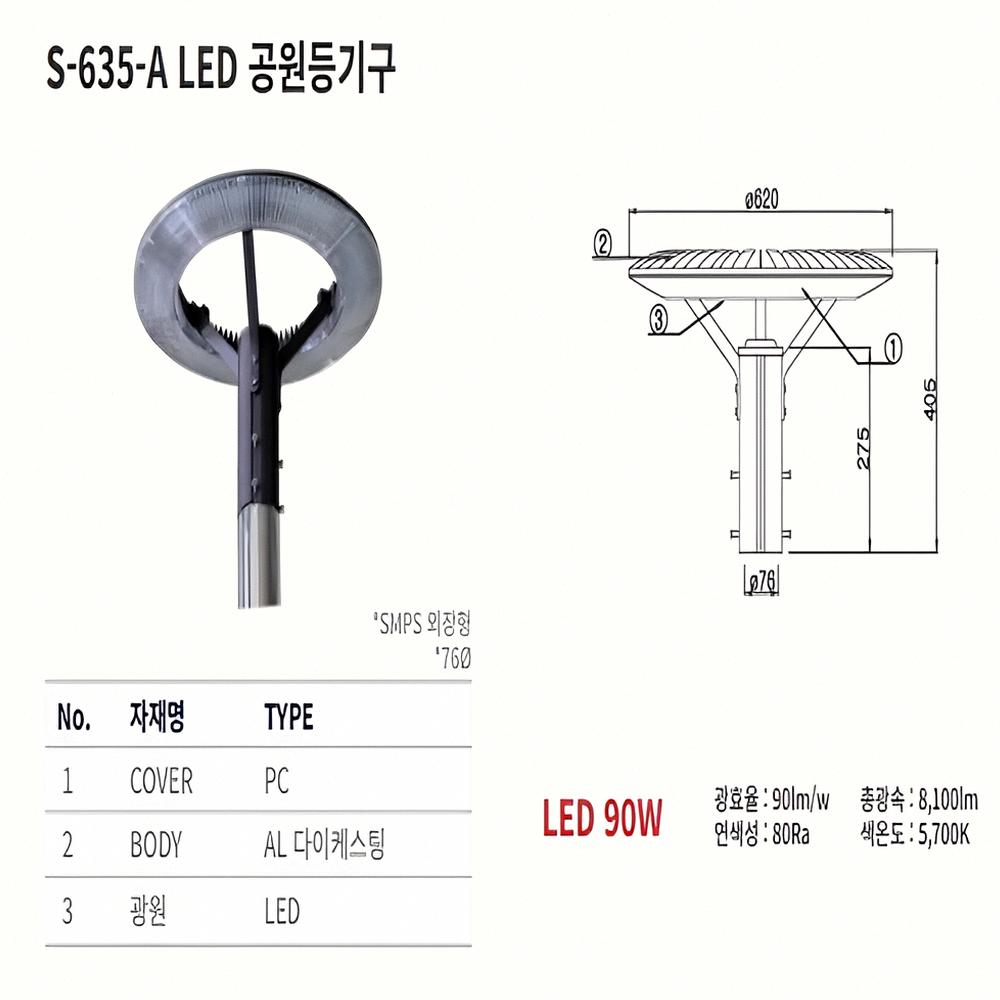 S-635-A LED 공원등기구
ø620
②
③
①
275
405
ø76
*SMPS 외장형
*76Ø
No. 자재명 TYPE
1 COVER PC
2 BODY AL 다이케스팅
3 광원 LED
LED 90W
광효율 : 90lm/w 총광속 : 8,100lm
연색성 : 80Ra 색온도 : 5,700K